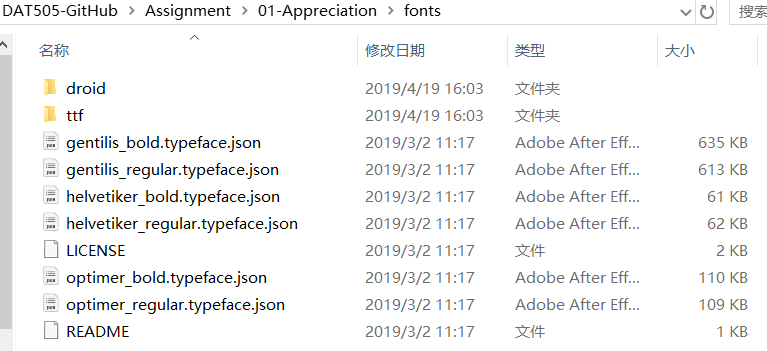 DAT505-GitHub > Assignment > 01-Appreciation > fonts 搜索
名称 修改日期 类型 大小
droid 2019/4/19 16:03 文件夹
ttf 2019/4/19 16:03 文件夹
gentilis_bold.typeface.json 2019/3/2 11:17 Adobe After Eff... 635 KB
gentilis_regular.typeface.json 2019/3/2 11:17 Adobe After Eff... 613 KB
helvetiker_bold.typeface.json 2019/3/2 11:17 Adobe After Eff... 61 KB
helvetiker_regular.typeface.json 2019/3/2 11:17 Adobe After Eff... 62 KB
LICENSE 2019/3/2 11:17 文件 2 KB
optimer_bold.typeface.json 2019/3/2 11:17 Adobe After Eff... 110 KB
optimer_regular.typeface.json 2019/3/2 11:17 Adobe After Eff... 109 KB
README 2019/3/2 11:17 文件 1 KB